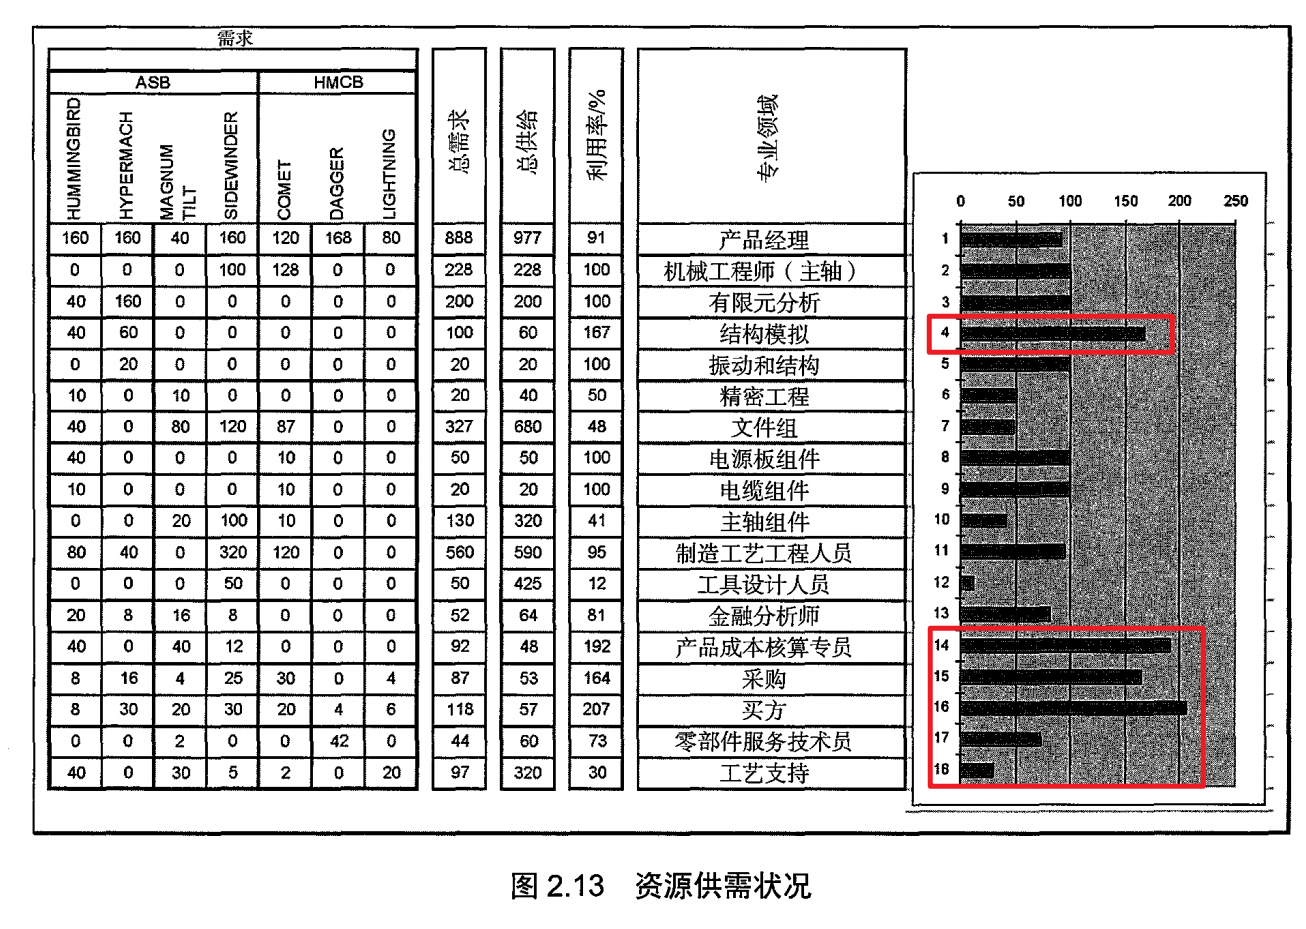 需求
ASB HMCB
HUMMINGBIRD HYPERMACH MAGNUM TILT SIDEWINDER COMET DAGGER LIGHTNING 总需求 总供给 利用率/% 专业领域
0 50 100 150 200 250
160 160 40 160 120 168 80 888 977 91 产品经理 1
0 0 0 100 128 0 0 228 228 100 机械工程师（主轴） 2
40 160 0 0 0 0 0 200 200 100 有限元分析 3
40 60 0 0 0 0 0 100 60 167 结构模拟 4
0 20 0 0 0 0 0 20 20 100 振动和结构 5
10 0 10 0 0 0 0 20 40 50 精密工程 6
40 0 80 120 87 0 0 327 680 48 文件组 7
40 0 0 0 10 0 0 50 50 100 电源板组件 8
10 0 0 0 10 0 0 20 20 100 电缆组件 9
0 0 20 100 10 0 0 130 320 41 主轴组件 10
80 40 0 320 120 0 0 560 590 95 制造工艺工程人员 11
0 0 0 50 0 0 0 50 425 12 工具设计人员 12
20 8 16 8 0 0 0 52 64 81 金融分析师 13
40 0 40 12 0 0 0 92 48 192 产品成本核算专员 14
8 16 4 25 30 0 4 87 53 164 采购 15
8 30 20 30 20 4 6 118 57 207 买方 16
0 0 2 0 0 42 0 44 60 73 零部件服务技术员 17
40 0 30 5 2 0 20 97 320 30 工艺支持 18
图 2.13 资源供需状况